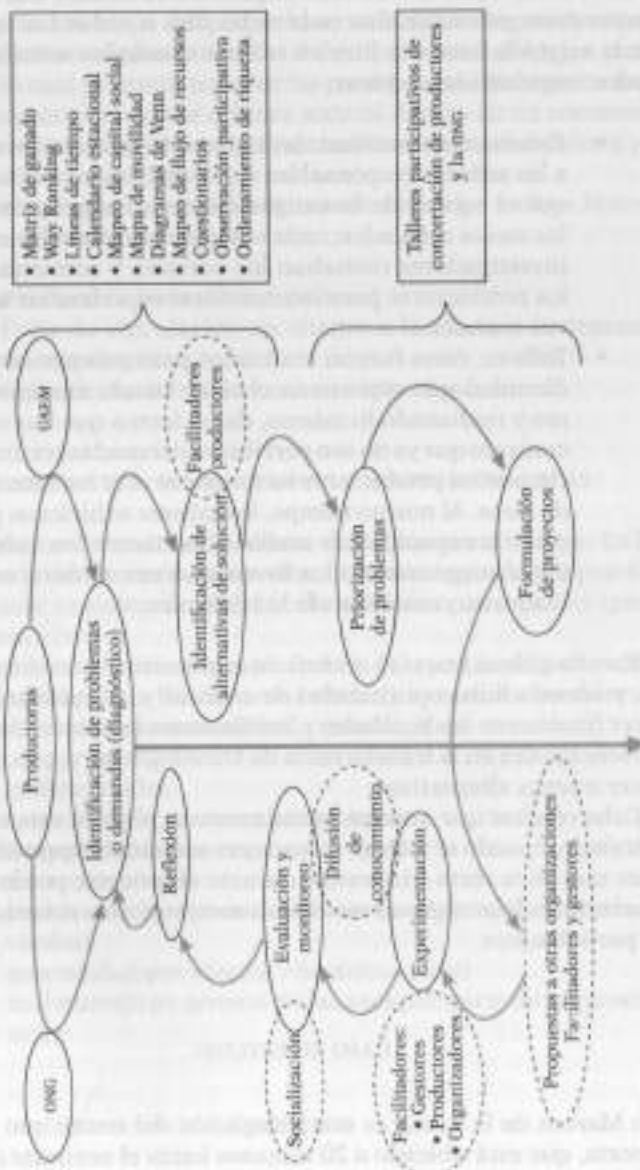 ONG
Productoras
UAEM
Identificación de problemas
o demandas (diagnóstico)
Reflexión
Identificación de
alternativas de solución
Facilitadores
y productores
• Matriz de ganado
• Way Ranking
• Líneas de tiempo
• Calendario estacional
• Mapeo de capital social
• Mapa de movilidad
• Diagramas de Venn
• Mapeo de flujo de recursos
• Cuestionarios
• Observación participativa
• Ordenamiento de riqueza
Socialización
Evaluación y
monitoreo
Difusión
de
conocimiento
Priorización
de problemas
Talleres participativos de
concertación de productores
y la ONG
Facilitadores:
• Gestores
• Productores
Organizadores
Experimentación
Formulación
de proyectos
Propuestas a otras organizaciones
Facilitadores y gestores